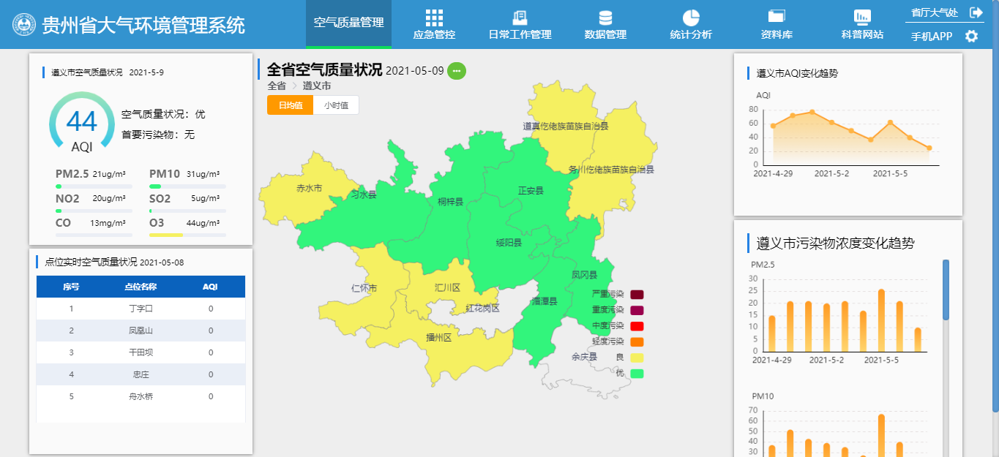 贵州省大气环境管理系统
空气质量管理
应急管控
日常工作管理
数据管理
统计分析
资料库
科普网站
省厅大气处
手机APP
遵义市空气质量状况 2021-5-9
44
AQI
空气质量状况：优
首要污染物：无
PM2.5 21ug/m³
PM10 31ug/m³
NO2 20ug/m³
SO2 5ug/m³
CO 13mg/m³
O3 44ug/m³
点位实时空气质量状况 2021-05-08
序号 点位名称 AQI
1 丁字口 0
2 凤凰山 0
3 干田坝 0
4 忠庄 0
5 舟水桥 0
全省空气质量状况 2021-05-09
全省 > 遵义市
日均值 小时值
道真仡佬族苗族自治县
务川仡佬族苗族自治县
赤水市
习水县
桐梓县
正安县
绥阳县
凤冈县
仁怀市
汇川区
红花岗区
湄潭县
播州区
余庆县
严重污染
重度污染
中度污染
轻度污染
良
优
遵义市AQI变化趋势
AQI
80
60
40
20
0
2021-4-29 2021-5-2 2021-5-5
遵义市污染物浓度变化趋势
PM2.5
30
25
20
15
10
5
0
2021-4-29 2021-5-2 2021-5-5
PM10
70
60
50
40
30